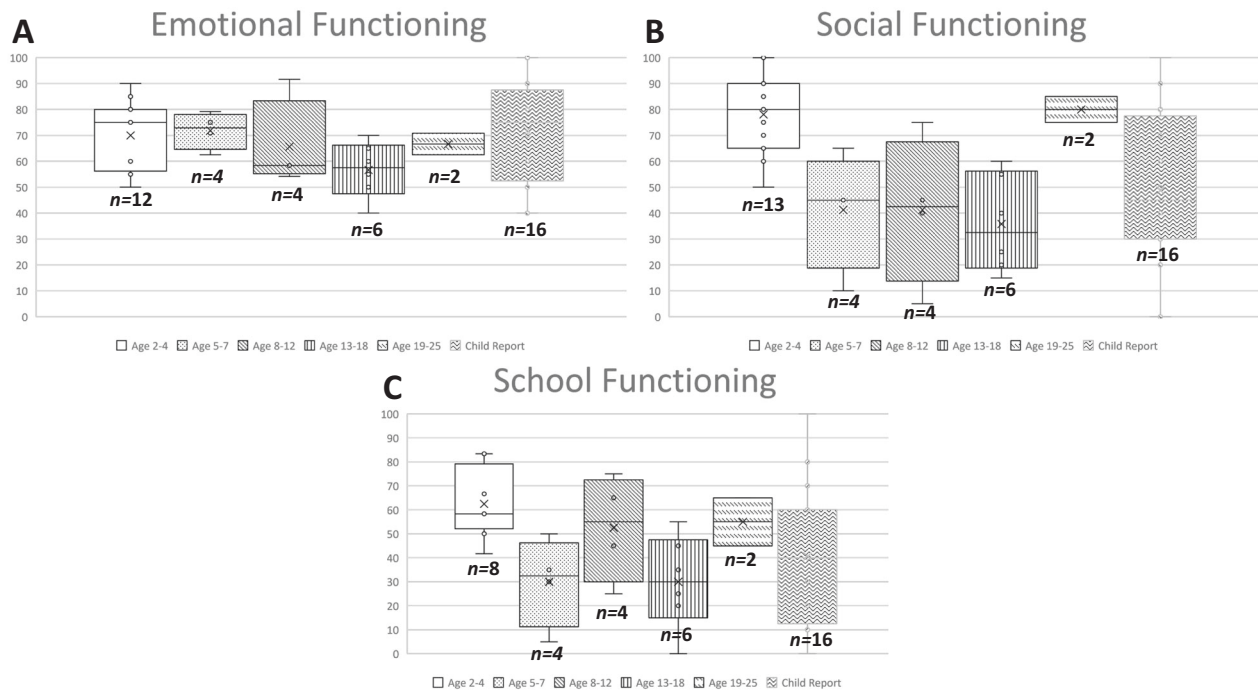 A
Emotional Functioning
100
90
80
70
60
50
40
30
20
10
0
n=12
n=4
n=4
n=6
n=2
n=16
Age 2-4 Age 5-7 Age 8-12 Age 13-18 Age 19-25 Child Report
B
Social Functioning
100
90
80
70
60
50
40
30
20
10
0
n=13
n=4
n=4
n=6
n=2
n=16
Age 2-4 Age 5-7 Age 8-12 Age 13-18 Age 19-25 Child Report
C
School Functioning
100
90
80
70
60
50
40
30
20
10
0
n=8
n=4
n=4
n=6
n=2
n=16
Age 2-4 Age 5-7 Age 8-12 Age 13-18 Age 19-25 Child Report